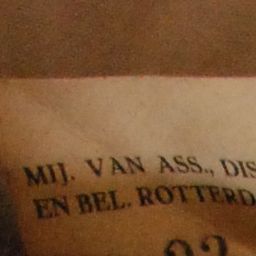 MIJ. VAN ASS., DIS
EN BEL. ROTTERD